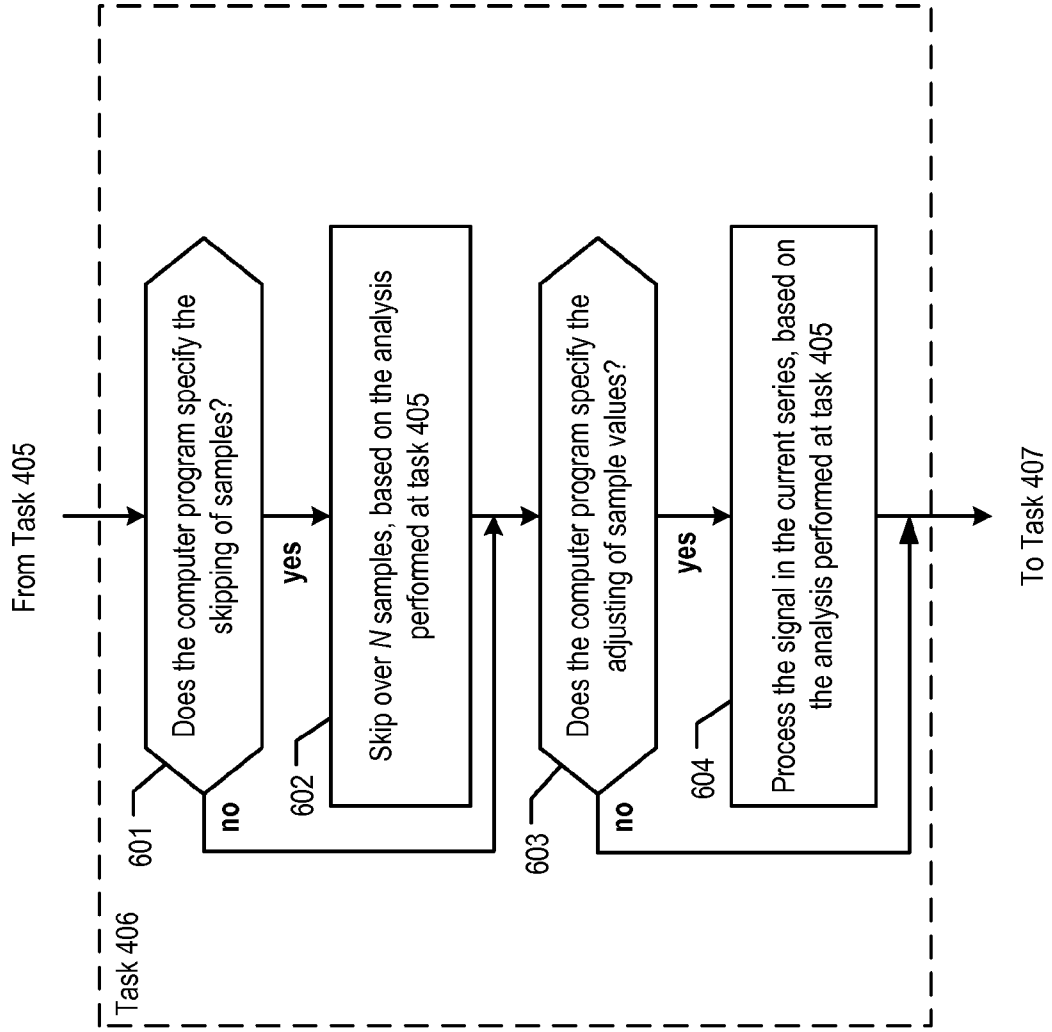 From Task 405
Task 406
601
Does the computer program specify the
skipping of samples?
no
yes
602
Skip over N samples, based on the analysis
performed at task 405
603
Does the computer program specify the
adjusting of sample values?
no
yes
604
Process the signal in the current series, based on
the analysis performed at task 405
To Task 407